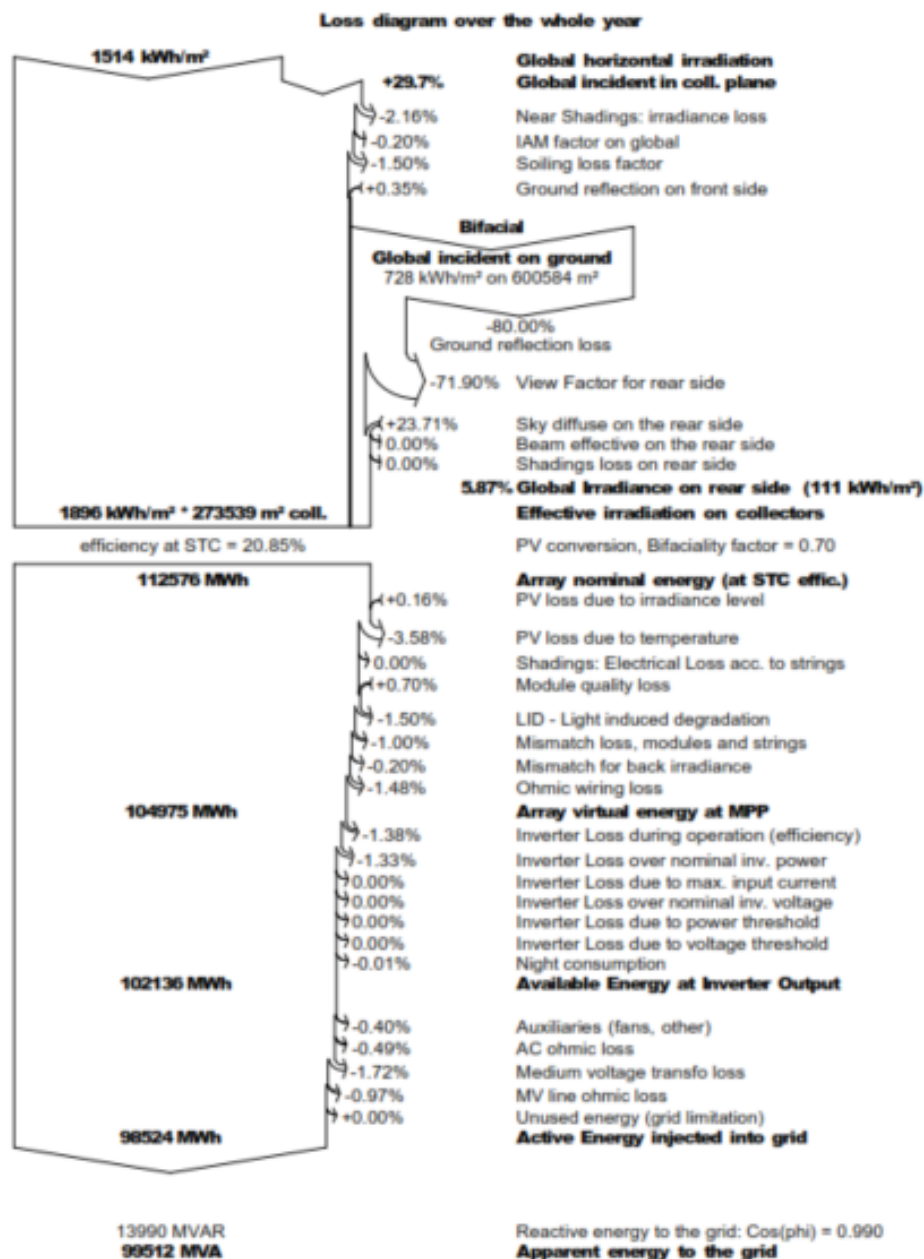 Loss diagram over the whole year
1514 kWh/m² Global horizontal irradiation
+29.7% Global incident in coll. plane
-2.16% Near Shadings: irradiance loss
-0.20% IAM factor on global
-1.50% Soiling loss factor
+0.35% Ground reflection on front side
Bifacial
Global incident on ground
728 kWh/m² on 600584 m²
-80.00%
Ground reflection loss
-71.90% View Factor for rear side
+23.71% Sky diffuse on the rear side
0.00% Beam effective on the rear side
0.00% Shadings loss on rear side
5.87% Global Irradiance on rear side (111 kWh/m²)
1896 kWh/m² * 273539 m² coll. Effective irradiation on collectors
efficiency at STC = 20.85% PV conversion, Bifaciality factor = 0.70
112576 MWh Array nominal energy (at STC effic.)
+0.16% PV loss due to irradiance level
-3.58% PV loss due to temperature
0.00% Shadings: Electrical Loss acc. to strings
+0.70% Module quality loss
-1.50% LID - Light induced degradation
-1.00% Mismatch loss, modules and strings
-0.20% Mismatch for back irradiance
-1.48% Ohmic wiring loss
104975 MWh Array virtual energy at MPP
-1.38% Inverter Loss during operation (efficiency)
-1.33% Inverter Loss over nominal inv. power
0.00% Inverter Loss due to max. input current
0.00% Inverter Loss over nominal inv. voltage
0.00% Inverter Loss due to power threshold
0.00% Inverter Loss due to voltage threshold
-0.01% Night consumption
102136 MWh Available Energy at Inverter Output
-0.40% Auxiliaries (fans, other)
-0.49% AC ohmic loss
-1.72% Medium voltage transfo loss
-0.97% MV line ohmic loss
+0.00% Unused energy (grid limitation)
98524 MWh Active Energy injected into grid
13990 MVAR Reactive energy to the grid: Cos(phi) = 0.990
99512 MVA Apparent energy to the grid